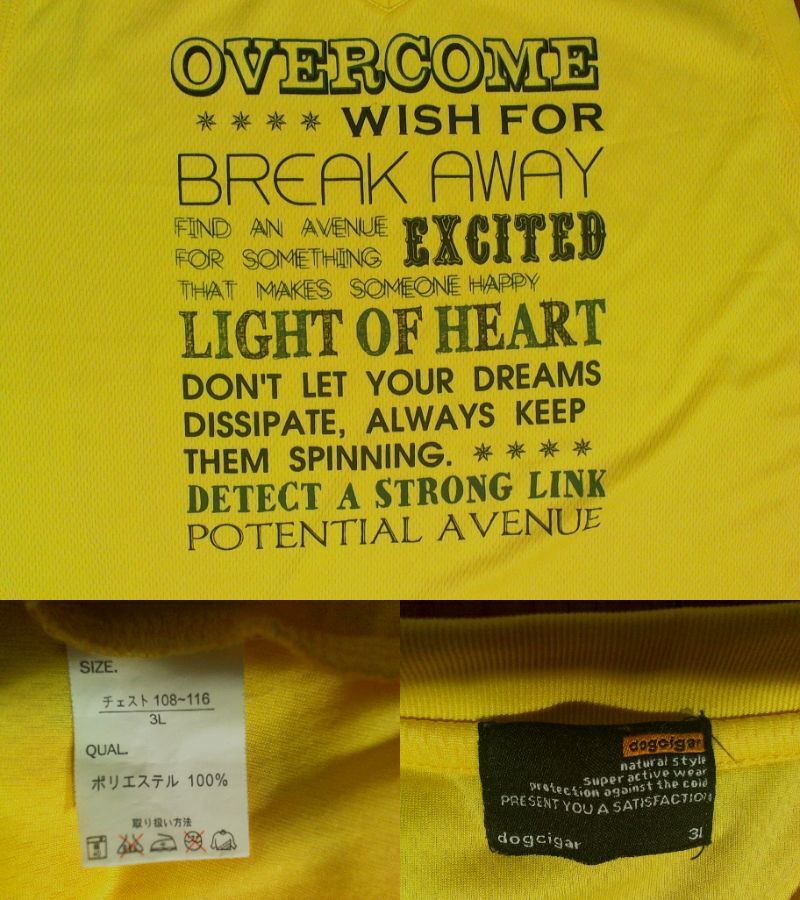 OVERCOME
WISH FOR
BREAK AWAY
FIND AN AVENUE
FOR SOMETHING EXCITED
THAT MAKES SOMEONE HAPPY
LIGHT OF HEART
DON'T LET YOUR DREAMS
DISSIPATE, ALWAYS KEEP
THEM SPINNING.
DETECT A STRONG LINK
POTENTIAL AVENUE
SIZE.
チェスト 108~116
3L
QUAL.
ポリエステル 100%
取り扱い方法
dogcigar
natural style
super active wear
protection against the cold
PRESENT YOU A SATISFACTION
dogcigar 3L